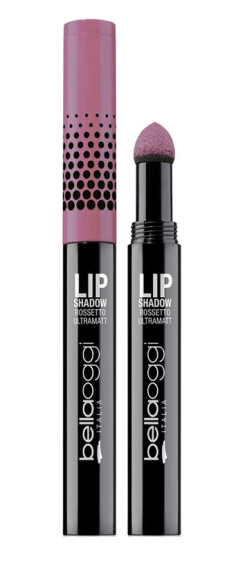 LIP
SHADOW
ROSSETTO
ULTRAMATT
bellaoggi
ITALIA
LIP
SHADOW
ROSSETTO
ULTRAMATT
bellaoggi
ITALIA